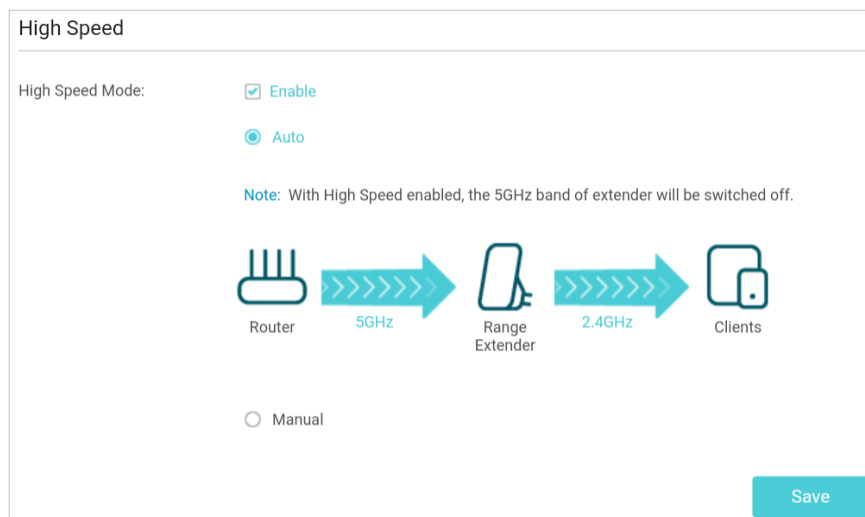 High Speed
High Speed Mode:
Enable
Auto
Note: With High Speed enabled, the 5GHz band of extender will be switched off.
Router
5GHz
Range
Extender
2.4GHz
Clients
Manual
Save